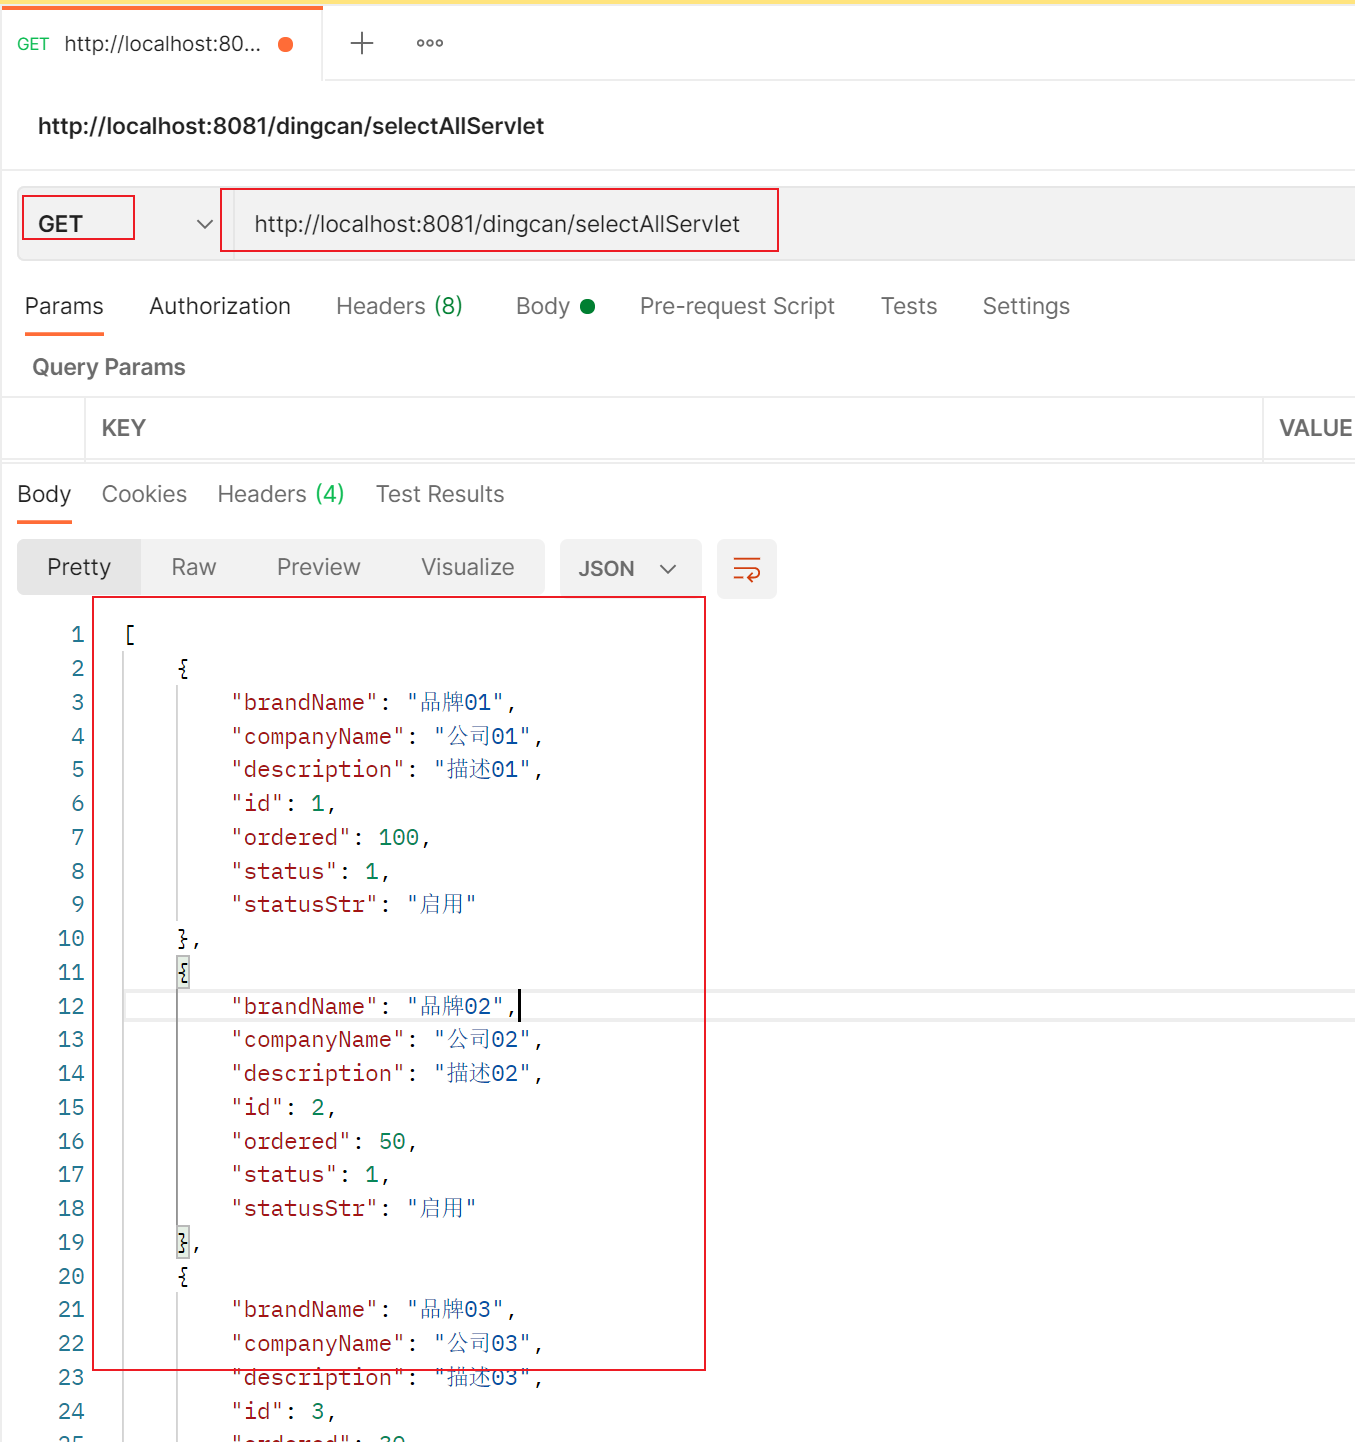 GET http://localhost:80...
http://localhost:8081/dingcan/selectAllServlet
GET http://localhost:8081/dingcan/selectAllServlet
Params Authorization Headers (8) Body Pre-request Script Tests Settings
Query Params
KEY VALUE
Body Cookies Headers (4) Test Results
Pretty Raw Preview Visualize JSON
1 [
2 {
3 "brandName": "品牌01",
4 "companyName": "公司01",
5 "description": "描述01",
6 "id": 1,
7 "ordered": 100,
8 "status": 1,
9 "statusStr": "启用"
10 },
11 {
12 "brandName": "品牌02",
13 "companyName": "公司02",
14 "description": "描述02",
15 "id": 2,
16 "ordered": 50,
17 "status": 1,
18 "statusStr": "启用"
19 },
20 {
21 "brandName": "品牌03",
22 "companyName": "公司03",
23 "description": "描述03",
24 "id": 3,
25 "ordered": 30